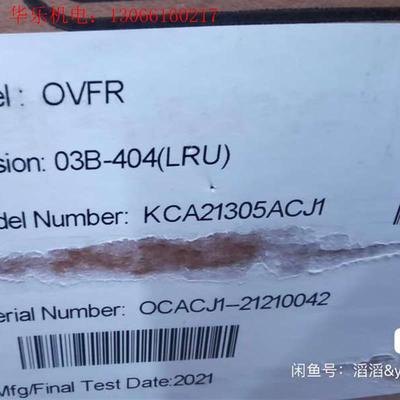 华乐机电：13066160217
el: OVFR
sion: 03B-404(LRU)
del Number: KCA21305ACJ1
erial Number: OCACJ1-21210042
Mfg/Final Test Date:2021
闲鱼号：滔滔&y